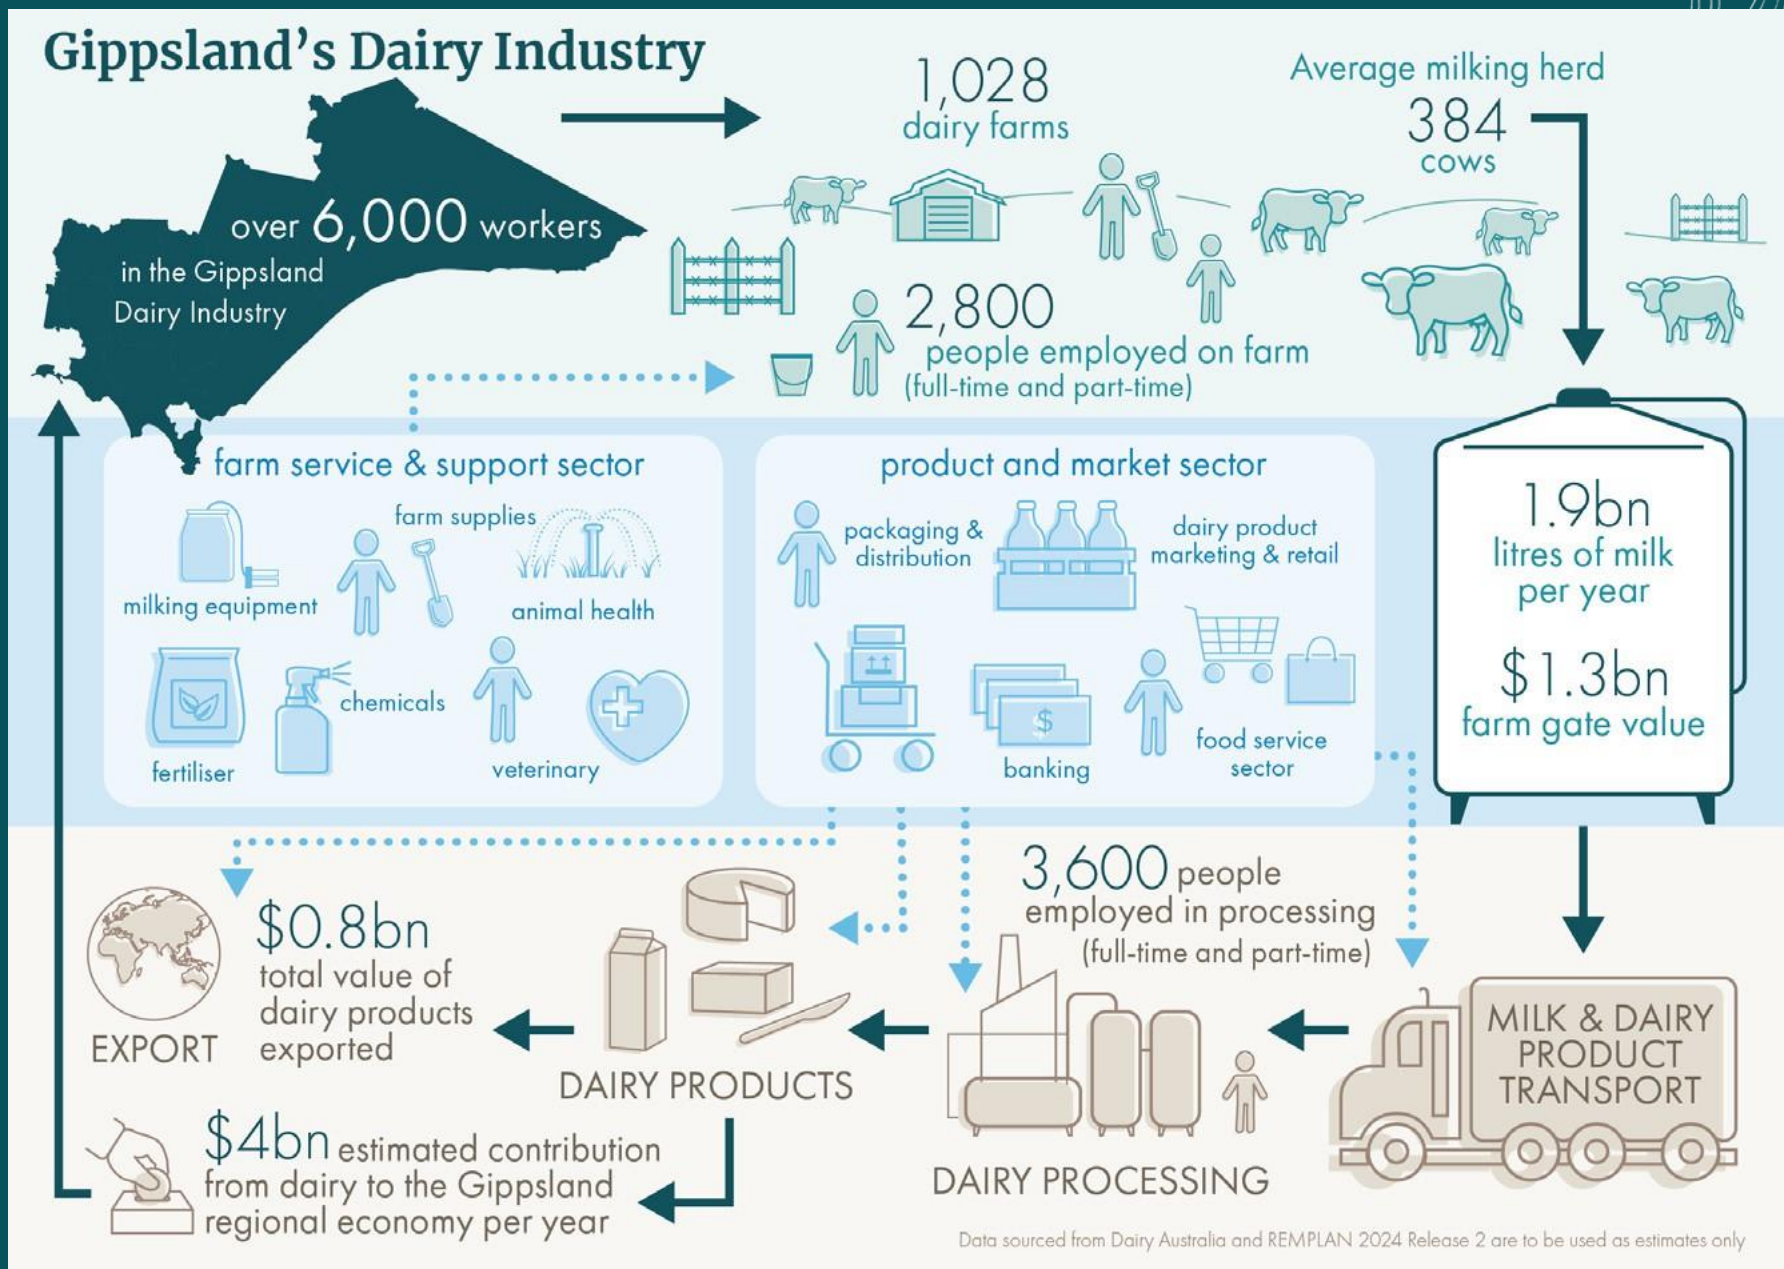 Gippsland's Dairy Industry
over 6,000 workers
in the Gippsland
Dairy Industry
1,028
dairy farms
Average milking herd
384
cows
2,800
people employed on farm
(full-time and part-time)
farm service & support sector
farm supplies
milking equipment
animal health
chemicals
fertiliser
veterinary
product and market sector
packaging &
distribution
dairy product
marketing & retail
$
banking
food service
sector
1.9bn
litres of milk
per year
$1.3bn
farm gate value
3,600 people
employed in processing
(full-time and part-time)
MILK & DAIRY
PRODUCT
TRANSPORT
DAIRY PROCESSING
DAIRY PRODUCTS
$0.8bn
total value of
dairy products
exported
EXPORT
$4bn estimated contribution
from dairy to the Gippsland
regional economy per year
Data sourced from Dairy Australia and REMPLAN 2024 Release 2 are to be used as estimates only